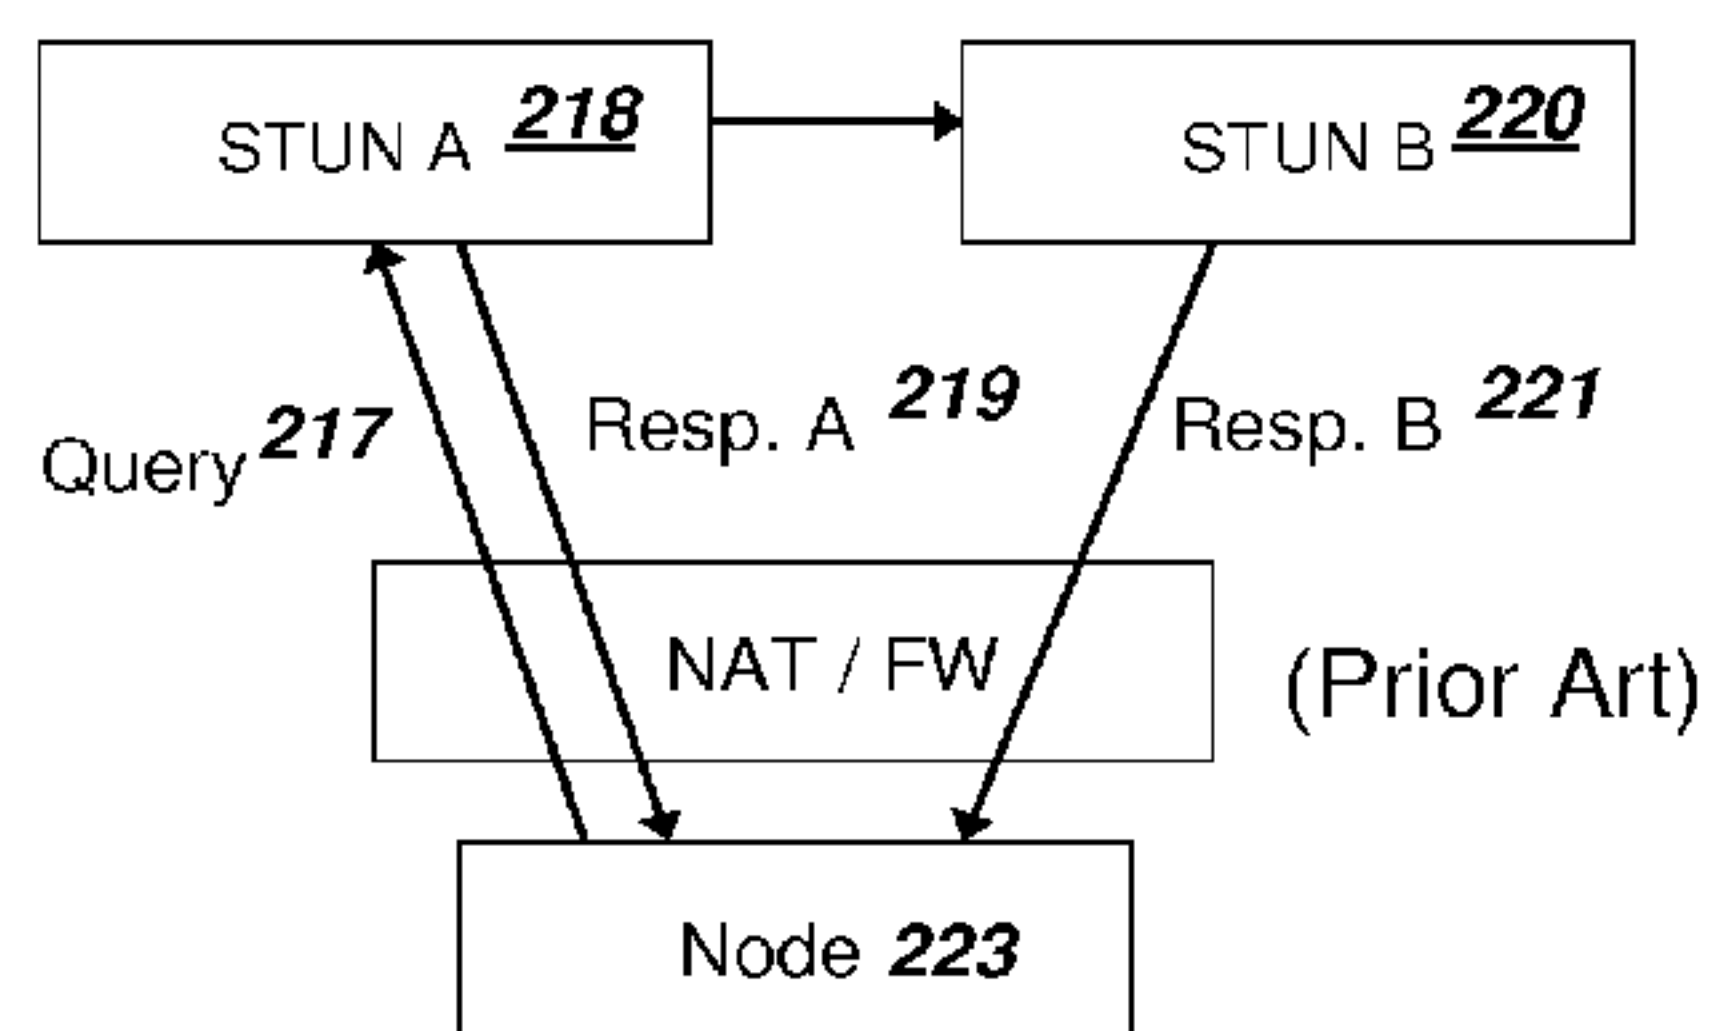 STUN A 218
STUN B 220
Query 217
Resp. A 219
Resp. B 221
NAT / FW
(Prior Art)
Node 223